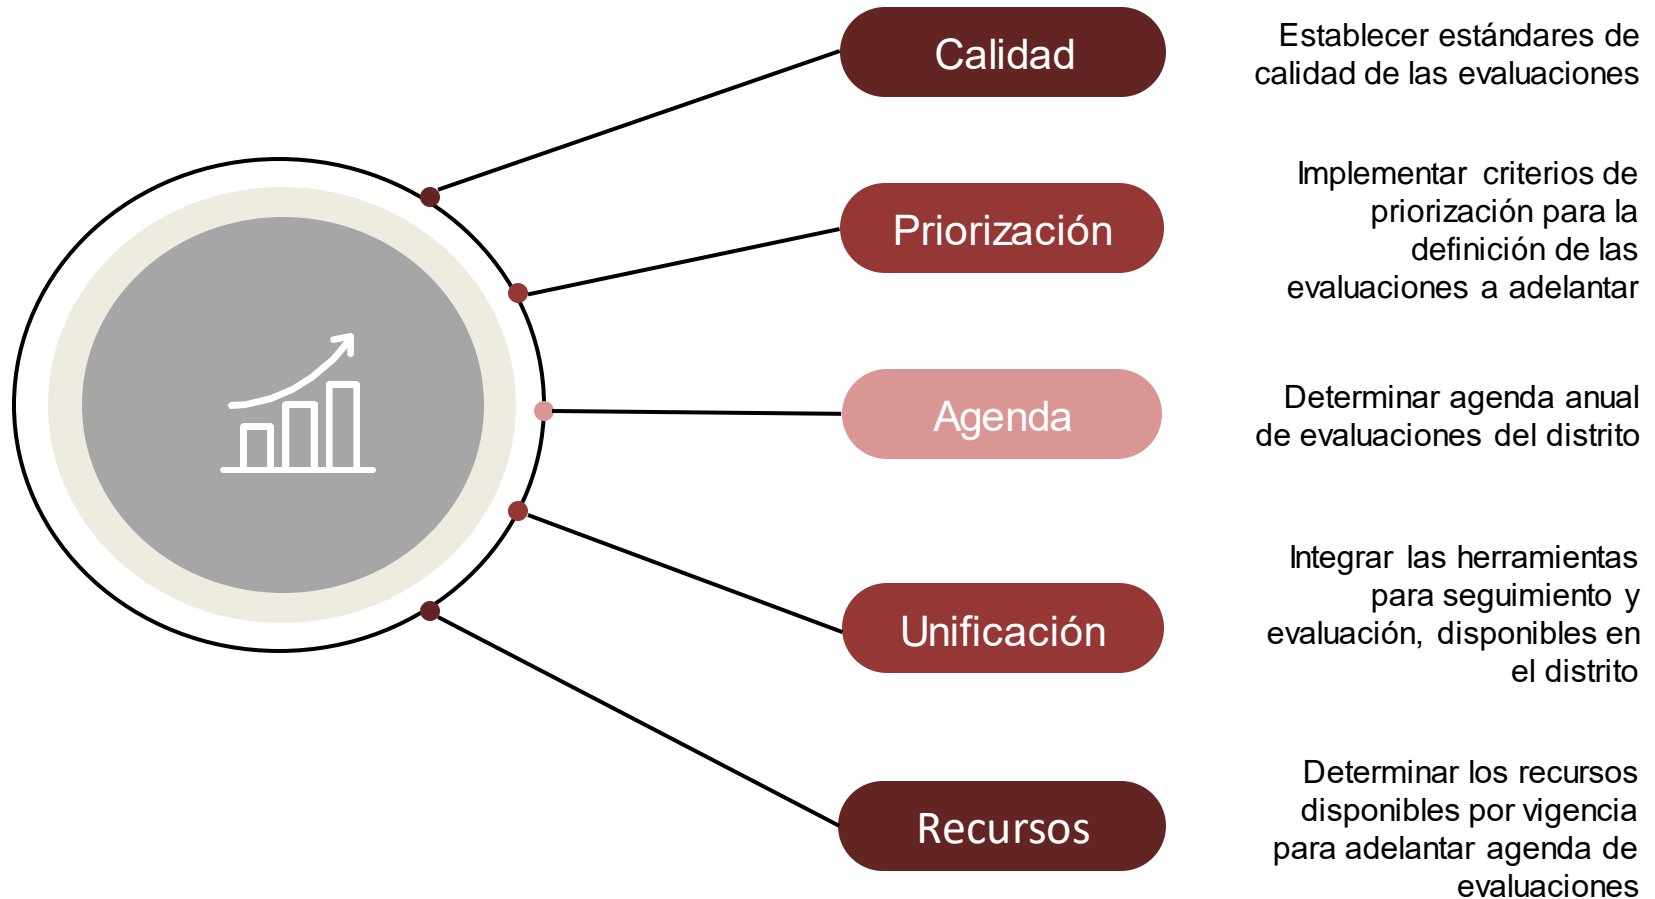 Calidad
Establecer estándares de
calidad de las evaluaciones
Priorización
Implementar criterios de
priorización para la
definición de las
evaluaciones a adelantar
Agenda
Determinar agenda anual
de evaluaciones del distrito
Unificación
Integrar las herramientas
para seguimiento y
evaluación, disponibles en
el distrito
Recursos
Determinar los recursos
disponibles por vigencia
para adelantar agenda de
evaluaciones